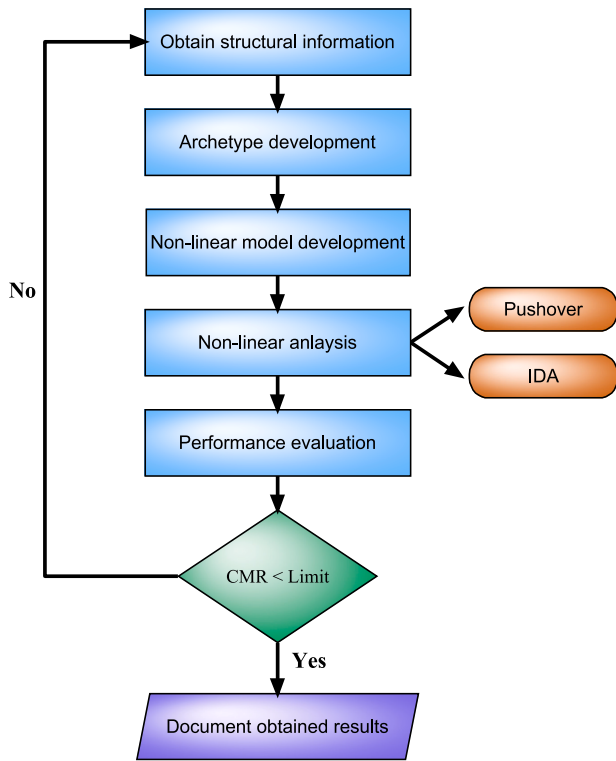 Obtain structural information
Archetype development
Non-linear model development
No
Pushover
Non-linear anlaysis
IDA
Performance evaluation
CMR < Limit
Yes
Document obtained results